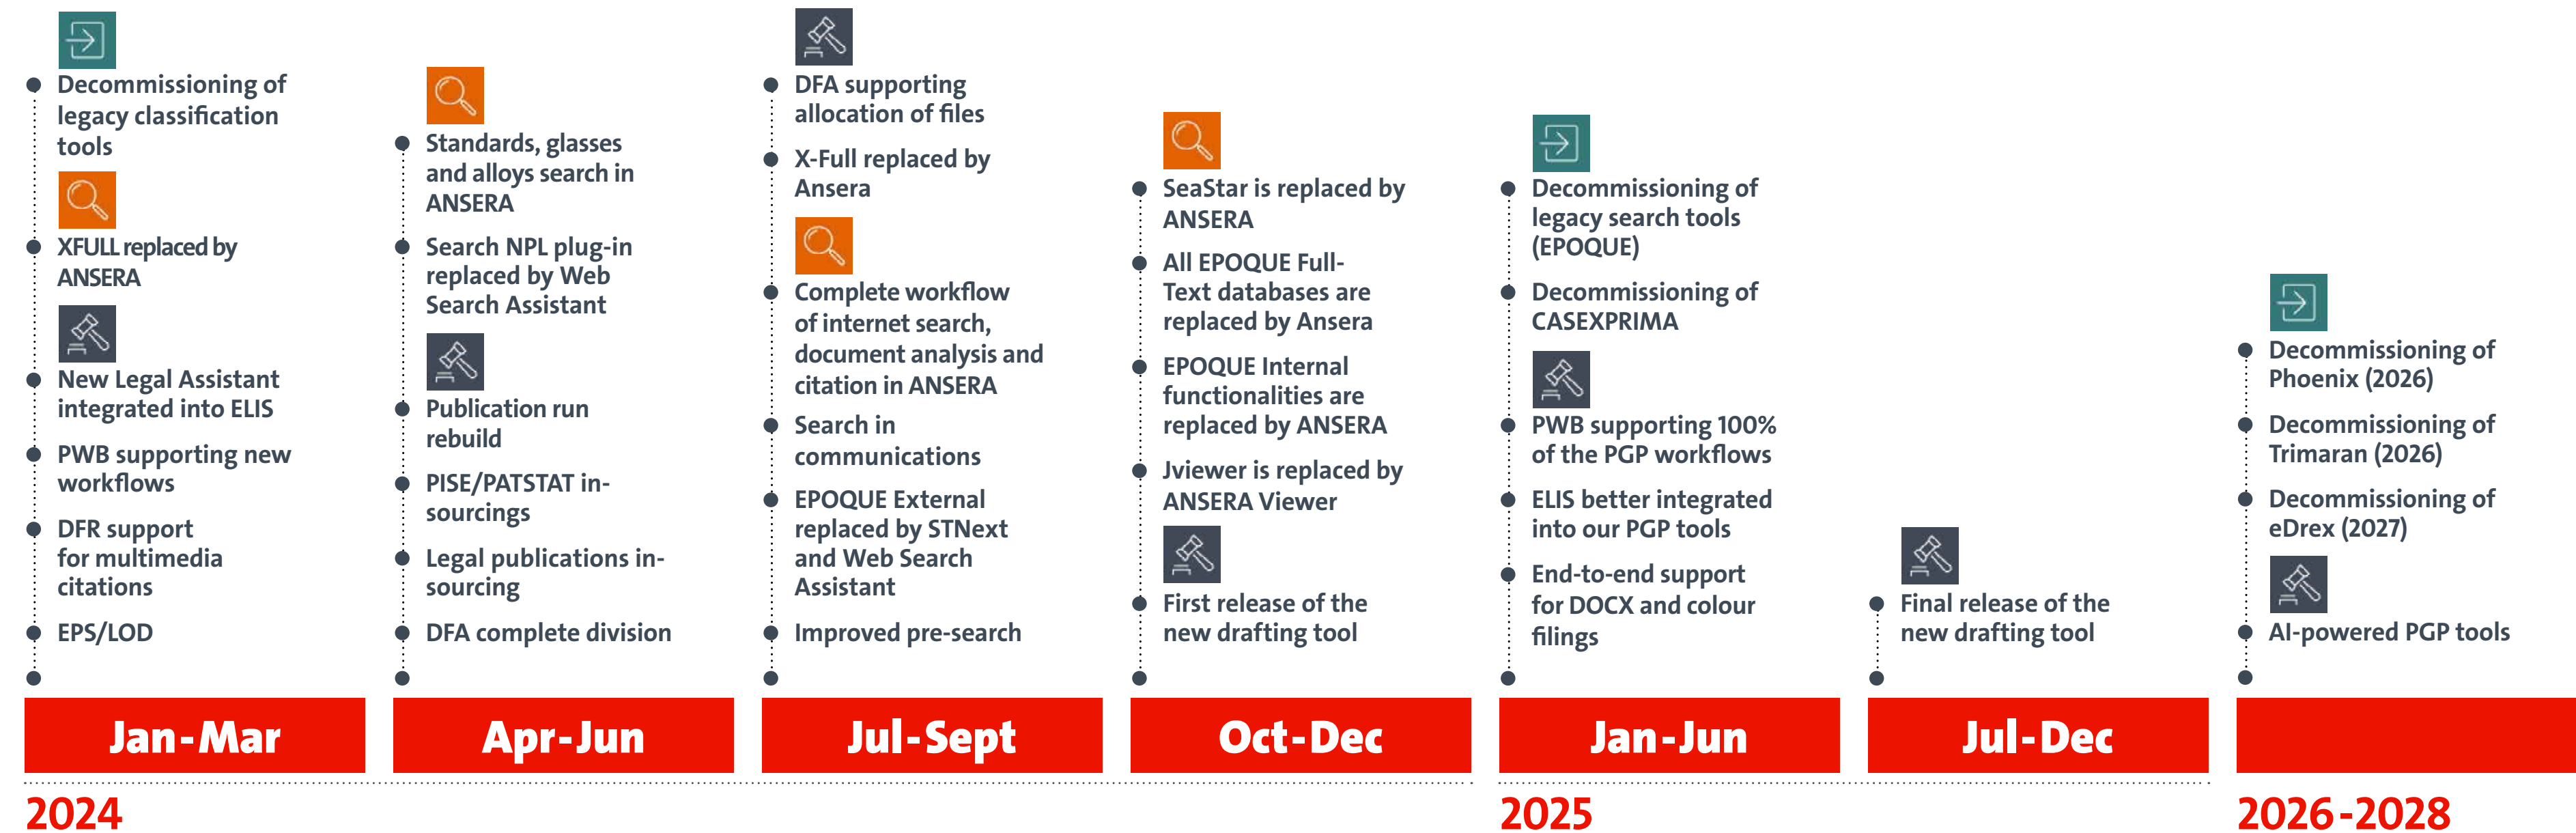 Decommissioning of
legacy classification
tools
XFULL replaced by
ANSERA
New Legal Assistant
integrated into ELIS
PWB supporting new
workflows
DFR support
for multimedia
citations
EPS/LOD
Jan-Mar
Standards, glasses
and alloys search in
ANSERA
Search NPL plug-in
replaced by Web
Search Assistant
Publication run
rebuild
PISE/PATSTAT in-
sourcings
Legal publications in-
sourcing
DFA complete division
Apr-Jun
DFA supporting
allocation of files
X-Full replaced by
Ansera
Complete workflow
of internet search,
document analysis and
citation in ANSERA
Search in
communications
EPOQUE External
replaced by STNext
and Web Search
Assistant
Improved pre-search
Jul-Sept
SeaStar is replaced by
ANSERA
All EPOQUE Full-
Text databases are
replaced by Ansera
EPOQUE Internal
functionalities are
replaced by ANSERA
Jviewer is replaced by
ANSERA Viewer
First release of the
new drafting tool
Oct-Dec
2024
Decommissioning of
legacy search tools
(EPOQUE)
Decommissioning of
CASEXPRIMA
PWB supporting 100%
of the PGP workflows
ELIS better integrated
into our PGP tools
End-to-end support
for DOCX and colour
filings
Jan-Jun
Final release of the
new drafting tool
Jul-Dec
2025
Decommissioning of
Phoenix (2026)
Decommissioning of
Trimaran (2026)
Decommissioning of
eDrex (2027)
AI-powered PGP tools
2026-2028